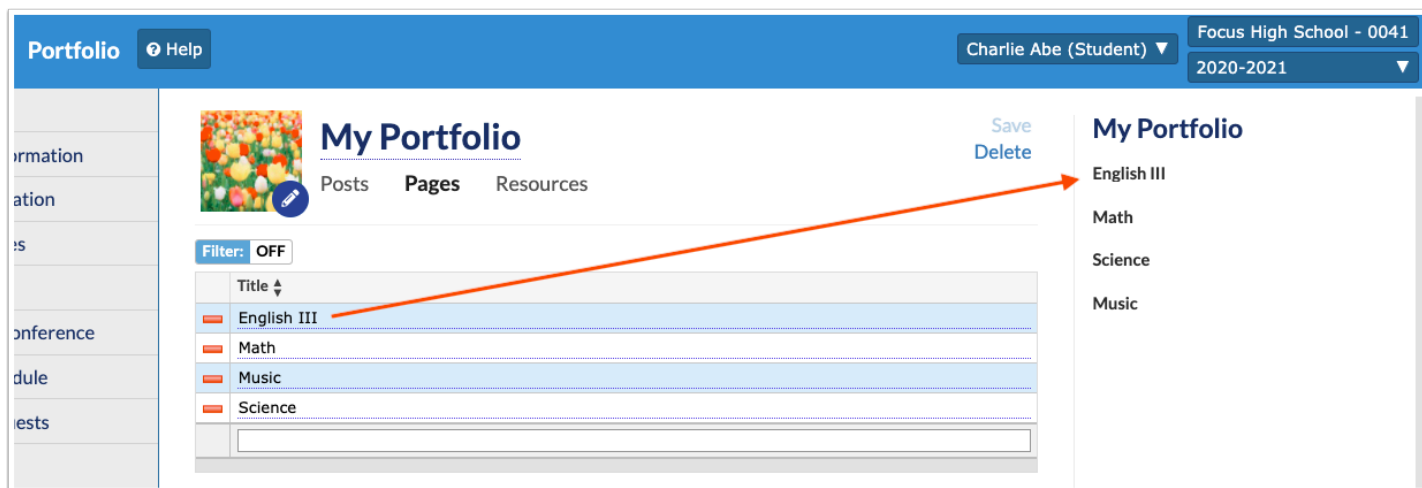 Portfolio
Help
Charlie Abe (Student) ▼
Focus High School - 0041
2020-2021 ▼
ormation
ation
es
onference
dule
ests
My Portfolio
Save
Delete
Posts Pages Resources
Filter: OFF
Title
English III
Math
Music
Science
My Portfolio
English III
Math
Science
Music